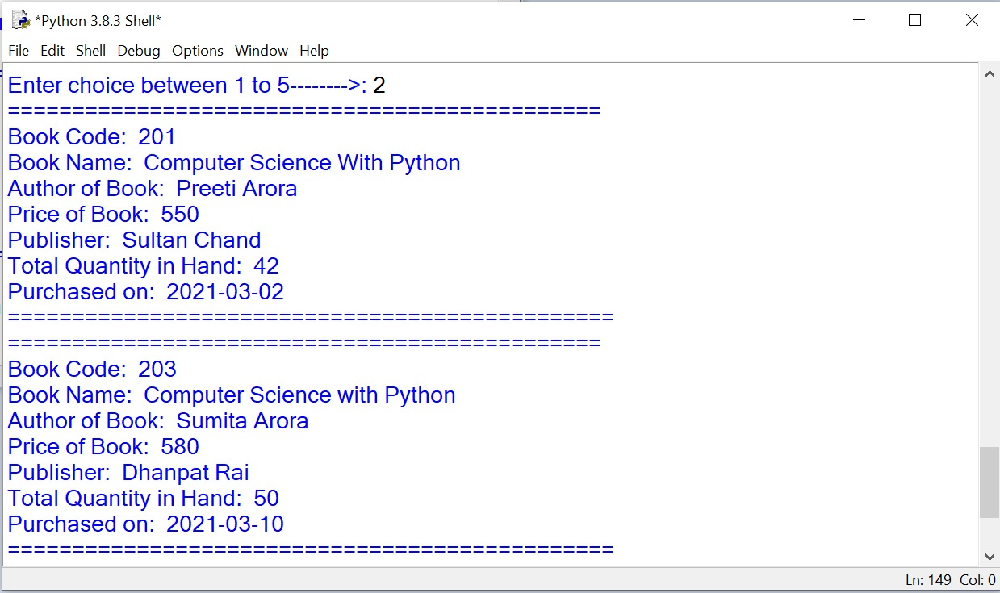 *Python 3.8.3 Shell*
File Edit Shell Debug Options Window Help
Enter choice between 1 to 5-------->: 2
==============================================
Book Code:  201
Book Name:  Computer Science With Python
Author of Book:  Preeti Arora
Price of Book:  550
Publisher:  Sultan Chand
Total Quantity in Hand:  42
Purchased on:  2021-03-02
===============================================
==============================================
Book Code:  203
Book Name:  Computer Science with Python
Author of Book:  Sumita Arora
Price of Book:  580
Publisher:  Dhanpat Rai
Total Quantity in Hand:  50
Purchased on:  2021-03-10
===============================================
Ln: 149 Col: 0